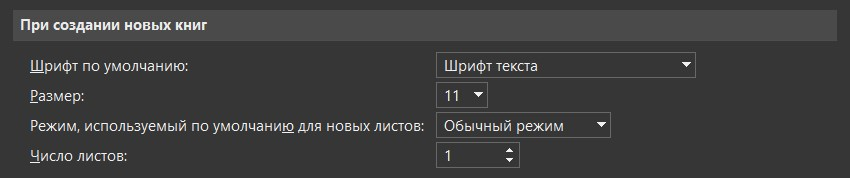 При создании новых книг
Шрифт по умолчанию: Шрифт текста
Размер: 11
Режим, используемый по умолчанию для новых листов: Обычный режим
Число листов: 1